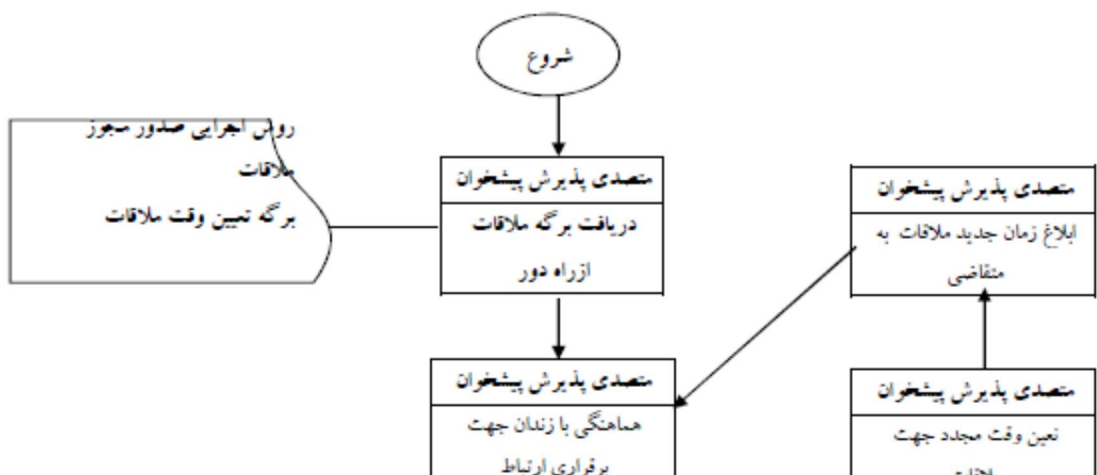 شروع
روش اجرایی صدور مجوز
ملاقات
برگه تعیین وقت ملاقات
متصدی پذیرش پیشخوان
دریافت برگه ملاقات
ازراه دور
متصدی پذیرش پیشخوان
ابلاغ زمان جدید ملاقات به
متقاضی
متصدی پذیرش پیشخوان
هماهنگی با زندان جهت
برقراری ارتباط
متصدی پذیرش پیشخوان
تعین وقت مجدد جهت